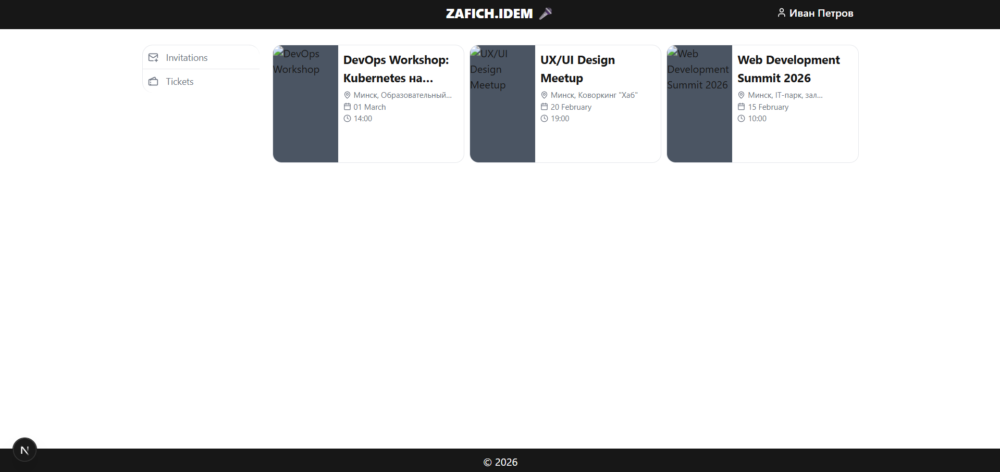 ZAFICH.IDEM
Иван Петров
Invitations
Tickets
DevOps
Workshop
DevOps Workshop:
Kubernetes на...
Минск, Образовательный...
01 March
14:00
UX/UI
Design
Meetup
UX/UI Design
Meetup
Минск, Коворкинг "Хаб"
20 February
19:00
Web
Development
Summit 2026
Web Development
Summit 2026
Минск, IT-парк, зал...
15 February
10:00
N
© 2026